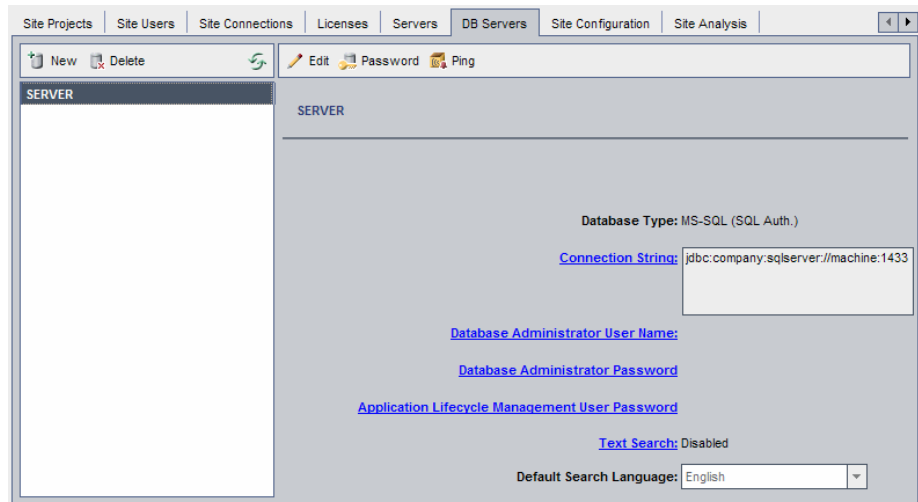 Site Projects Site Users Site Connections Licenses Servers DB Servers Site Configuration Site Analysis
New Delete Edit Password Ping
SERVER
SERVER
Database Type: MS-SQL (SQL Auth.)
Connection String: jdbc:company:sqlserver://machine:1433
Database Administrator User Name:
Database Administrator Password
Application Lifecycle Management User Password
Text Search: Disabled
Default Search Language: English